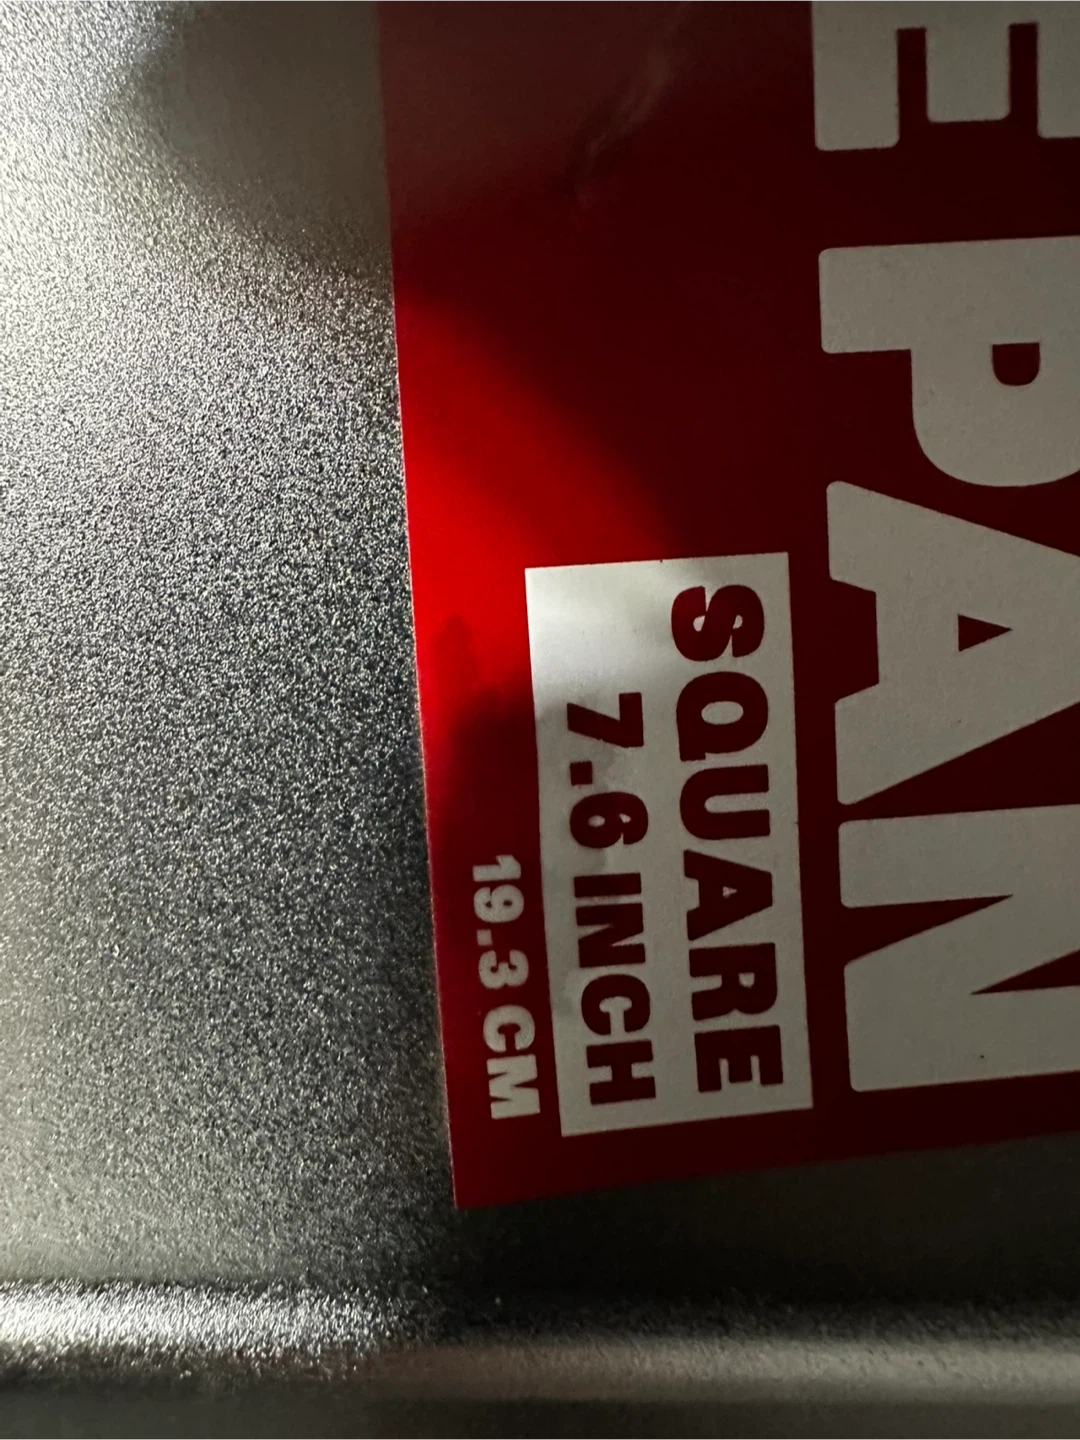 E PAN
SQUARE
7.6 INCH
19.3 CM